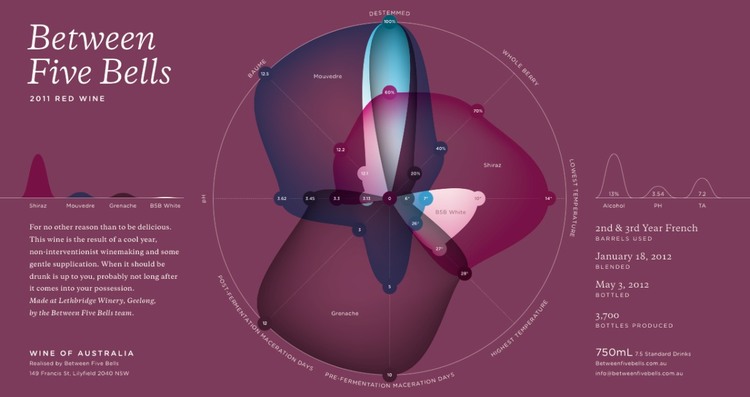 Between
Five Bells
2011 RED WINE
Shiraz
Mouvedre
Grenache
BSB White
For no other reason than to be delicious.
This wine is the result of a cool year,
non-interventionist winemaking and some
gentle supplication. When it should be
drunk is up to you, probably not long after
it comes into your possession.
Made at Lethbridge Winery, Geelong,
by the Between Five Bells team.
WINE OF AUSTRALIA
Realised by Between Five Bells
149 Francis St, Lilyfield 2040 NSW
DESTEMMED
100%
BAUME
12.5
Mouvedre
WHOLE BERRY
60%
70%
12.2
40%
Shiraz
12.1
20%
LOWEST TEMPERATURE
pH
3.62
3.45
3.3
3.13
0
6°
7°
13°
14°
BSB White
26°
27°
28°
3
5
Grenache
POST-FERMENTATION MACERATION DAYS
12
PRE-FERMENTATION MACERATION DAYS
10
HIGHEST TEMPERATURE
13%
3.54
7.2
Alcohol
PH
TA
2nd & 3rd Year French
BARRELS USED
January 18, 2012
BLENDED
May 3, 2012
BOTTLED
3,700
BOTTLES PRODUCED
750mL 7.5 Standard Drinks
Betweenfivebells.com.au
info@betweenfivebells.com.au